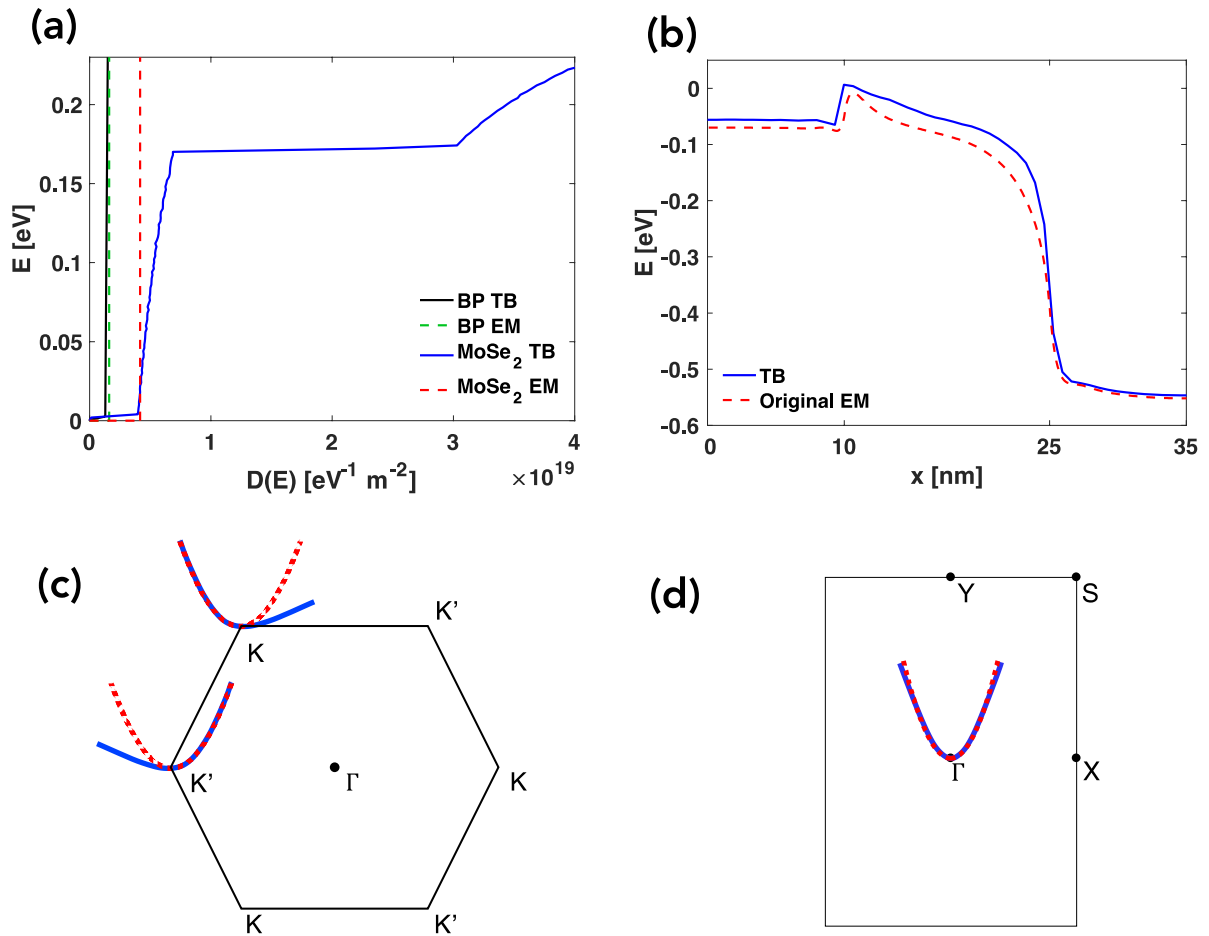 (a)
E [eV]
0.2
0.15
0.1
0.05
0
0 1 2 3 4
×10¹⁹
D(E) [eV⁻¹ m⁻²]
BP TB
BP EM
MoSe₂ TB
MoSe₂ EM
(b)
E [eV]
0
-0.1
-0.2
-0.3
-0.4
-0.5
-0.6
0 10 25 35
x [nm]
TB
Original EM
(c)
K
K'
K'
Γ
K
K
K'
(d)
Y S
Γ X